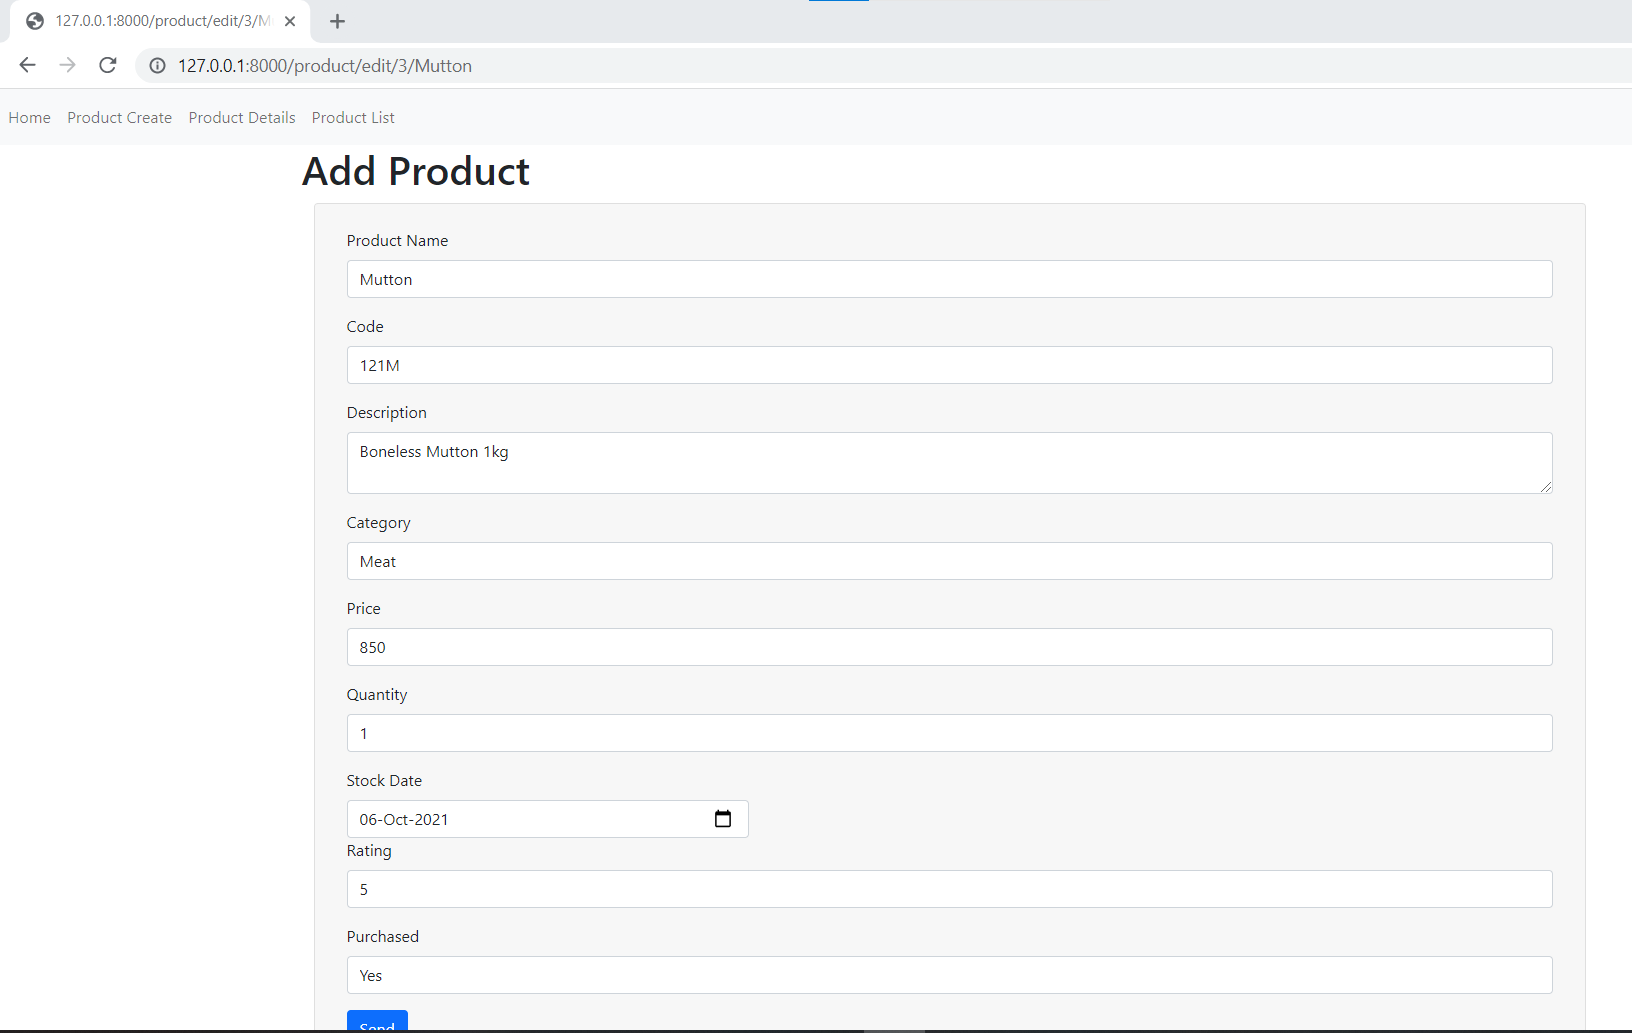 127.0.0.1:8000/product/edit/3/M
127.0.0.1:8000/product/edit/3/Mutton
Home Product Create Product Details Product List
Add Product
Product Name
Mutton
Code
121M
Description
Boneless Mutton 1kg
Category
Meat
Price
850
Quantity
1
Stock Date
06-Oct-2021
Rating
5
Purchased
Yes
Send